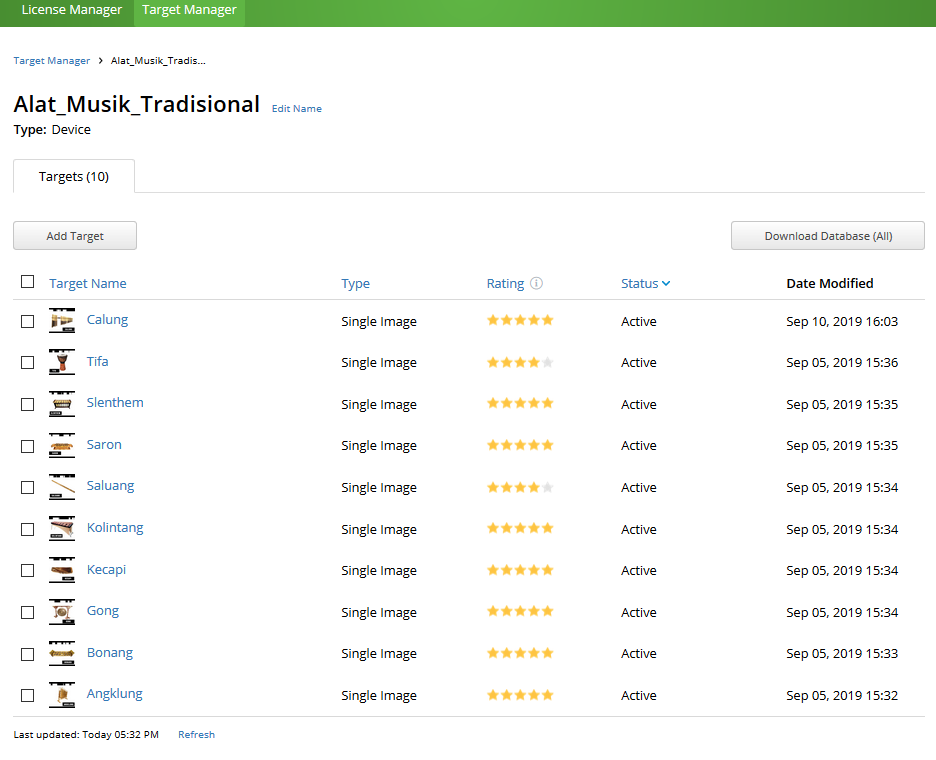 License Manager Target Manager
Target Manager > Alat_Musik_Tradis...
Alat_Musik_Tradisional Edit Name
Type: Device
Targets (10)
Add Target Download Database (All)
Target Name Type Rating Status Date Modified
Calung Single Image Active Sep 10, 2019 16:03
Tifa Single Image Active Sep 05, 2019 15:36
Slenthem Single Image Active Sep 05, 2019 15:35
Saron Single Image Active Sep 05, 2019 15:35
Saluang Single Image Active Sep 05, 2019 15:34
Kolintang Single Image Active Sep 05, 2019 15:34
Kecapi Single Image Active Sep 05, 2019 15:34
Gong Single Image Active Sep 05, 2019 15:34
Bonang Single Image Active Sep 05, 2019 15:33
Angklung Single Image Active Sep 05, 2019 15:32
Last updated: Today 05:32 PM Refresh